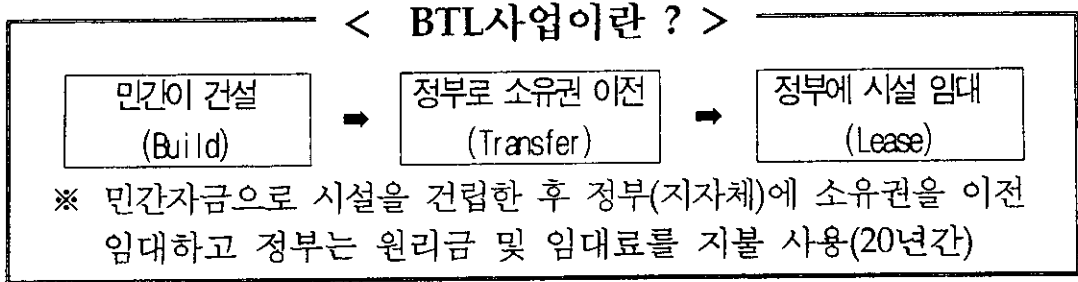 < BTL사업이란 ? >
민간이 건설 ➡ 정부로 소유권 이전 ➡ 정부에 시설 임대
(Build) (Transfer) (Lease)
※ 민간자금으로 시설을 건립한 후 정부(지자체)에 소유권을 이전
임대하고 정부는 원리금 및 임대료를 지불 사용(20년간)